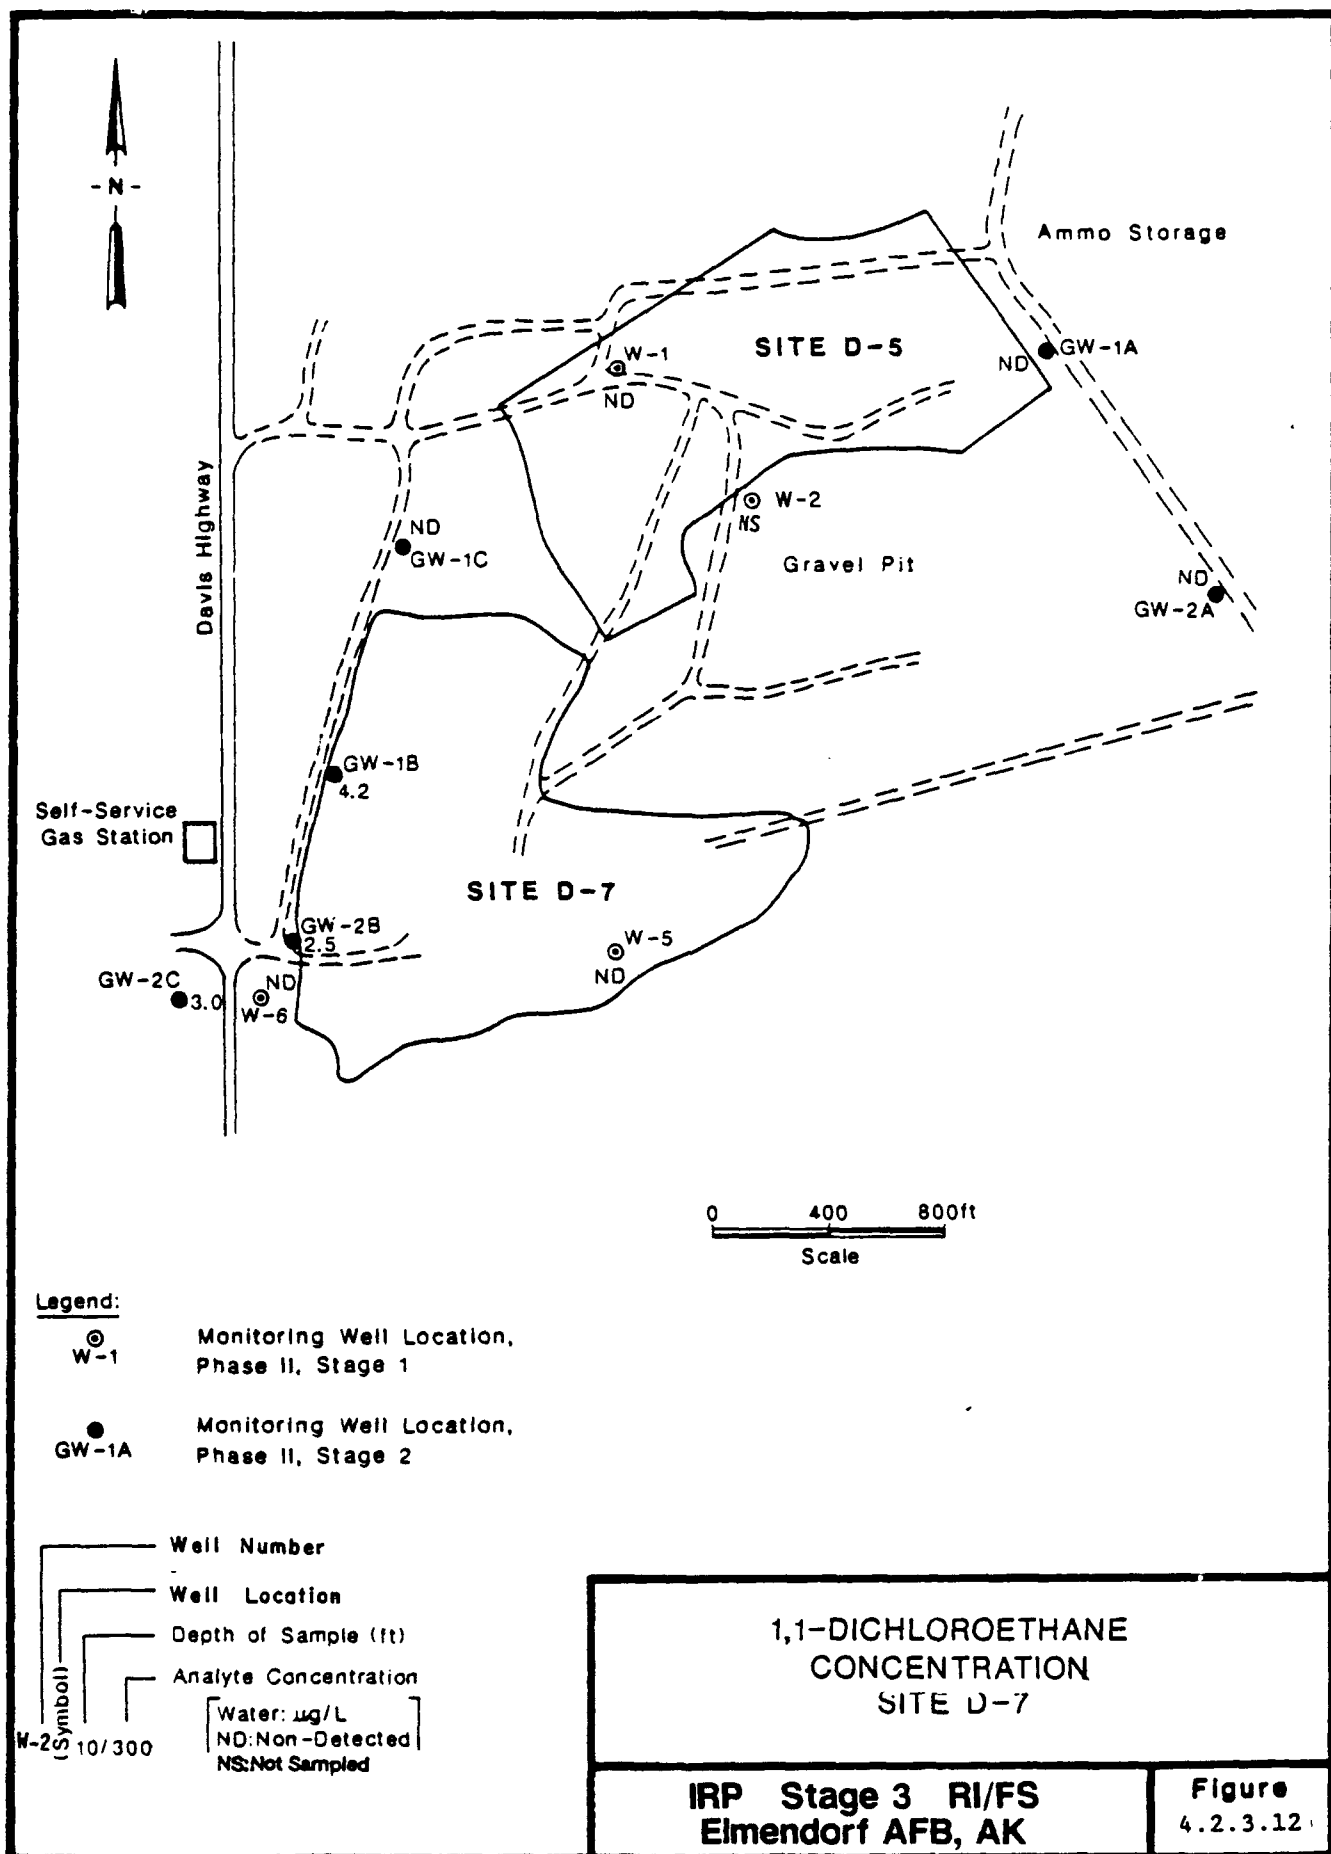 - N -
Ammo Storage
SITE D-5
W-1
ND
GW-1A
ND
W-2
NS
Gravel Pit
ND
GW-1C
ND
GW-2A
Davis Highway
GW-1B
4.2
Self-Service
Gas Station
SITE D-7
GW-2B
2.5
W-5
ND
GW-2C
3.0
ND
W-6
0 400 800ft
Scale
Legend:
W-1
Monitoring Well Location,
Phase II, Stage 1
GW-1A
Monitoring Well Location,
Phase II, Stage 2
Well Number
Well Location
Depth of Sample (ft)
Analyte Concentration
Water: µg/L
ND:Non-Detected
NS:Not Sampled
W-2 (Symbol) 10/300
1,1-DICHLOROETHANE
CONCENTRATION
SITE D-7
IRP Stage 3 RI/FS
Elmendorf AFB, AK
Figure
4.2.3.12